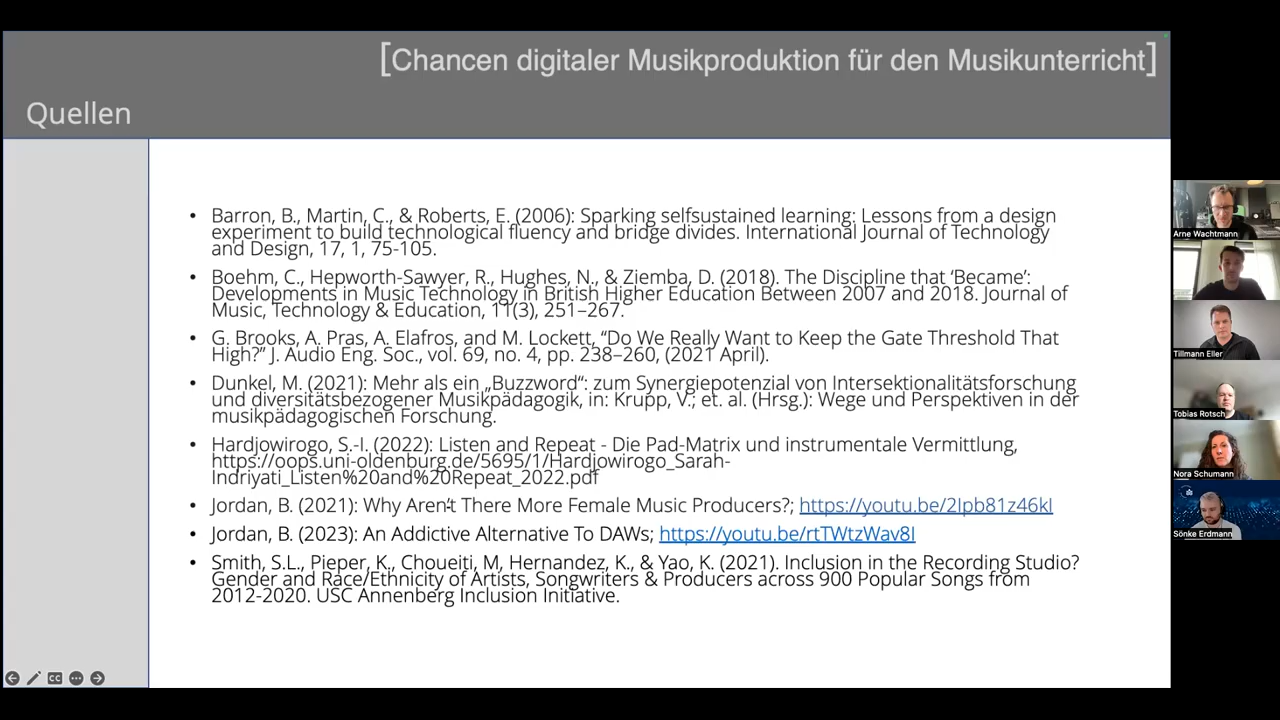 [Chancen digitaler Musikproduktion für den Musikunterricht]
Quellen
• Barron, B., Martin, C., & Roberts, E. (2006): Sparking selfsustained learning: Lessons from a design
experiment to build technological fluency and bridge divides. International Journal of Technology
and Design, 17, 1, 75-105.
• Boehm, C., Hepworth-Sawyer, R., Hughes, N., & Ziemba, D. (2018). The Discipline that ‘Became’:
Developments in Music Technology in British Higher Education Between 2007 and 2018. Journal of
Music, Technology & Education, 11(3), 251–267.
• G. Brooks, A. Pras, A. Elafros, and M. Lockett, “Do We Really Want to Keep the Gate Threshold That
High?” J. Audio Eng. Soc., vol. 69, no. 4, pp. 238–260, (2021 April).
• Dunkel, M. (2021): Mehr als ein „Buzzword“: zum Synergiepotenzial von Intersektionalitätsforschung
und diversitätsbezogener Musikpädagogik, in: Krupp, V.; et. al. (Hrsg.): Wege und Perspektiven in der
musikpädagogischen Forschung.
• Hardjowirogo, S.-I. (2022): Listen and Repeat - Die Pad-Matrix und instrumentale Vermittlung,
https://oops.uni-oldenburg.de/5695/1/Hardjowirogo_Sarah-
Indriyati_Listen%20and%20Repeat_2022.pdf
• Jordan, B. (2021): Why Aren't There More Female Music Producers?; https://youtu.be/2Ipb81z46kI
• Jordan, B. (2023): An Addictive Alternative To DAWs; https://youtu.be/rtTWtzWav8I
• Smith, S.L., Pieper, K., Choueiti, M, Hernandez, K., & Yao, K. (2021). Inclusion in the Recording Studio?
Gender and Race/Ethnicity of Artists, Songwriters & Producers across 900 Popular Songs from
2012-2020. USC Annenberg Inclusion Initiative.
CC
Arne Wachtmann
Tillmann Eller
Tobias Rotsch
Nora Schumann
Sönke Erdmann